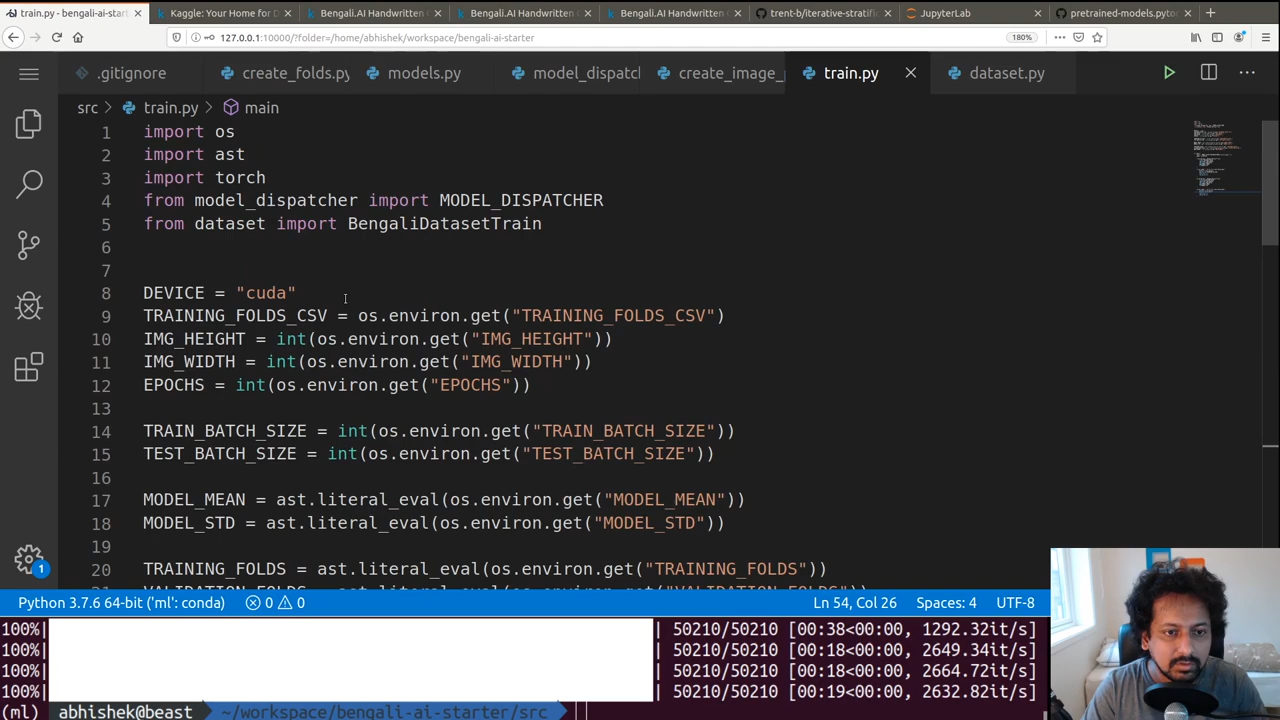 train.py - bengali-ai-star
Kaggle: Your Home for D
Bengali.AI Handwritten G
Bengali.AI Handwritten G
Bengali.AI Handwritten G
trent-b/iterative-stratifi
JupyterLab
pretrained-models.pyto
127.0.0.1:10000/?folder=/home/abhishek/workspace/bengali-ai-starter
180%
.gitignore
create_folds.py
models.py
model_dispatc
create_image_
train.py
dataset.py
src > train.py > main
1 import os
2 import ast
3 import torch
4 from model_dispatcher import MODEL_DISPATCHER
5 from dataset import BengaliDatasetTrain
6
7
8 DEVICE = "cuda"
9 TRAINING_FOLDS_CSV = os.environ.get("TRAINING_FOLDS_CSV")
10 IMG_HEIGHT = int(os.environ.get("IMG_HEIGHT"))
11 IMG_WIDTH = int(os.environ.get("IMG_WIDTH"))
12 EPOCHS = int(os.environ.get("EPOCHS"))
13
14 TRAIN_BATCH_SIZE = int(os.environ.get("TRAIN_BATCH_SIZE"))
15 TEST_BATCH_SIZE = int(os.environ.get("TEST_BATCH_SIZE"))
16
17 MODEL_MEAN = ast.literal_eval(os.environ.get("MODEL_MEAN"))
18 MODEL_STD = ast.literal_eval(os.environ.get("MODEL_STD"))
19
20 TRAINING_FOLDS = ast.literal_eval(os.environ.get("TRAINING_FOLDS"))
1
Python 3.7.6 64-bit ('ml': conda) 0 0 Ln 54, Col 26 Spaces: 4 UTF-8
100%| | 50210/50210 [00:38<00:00, 1292.32it/s]
100%| | 50210/50210 [00:18<00:00, 2649.34it/s]
100%| | 50210/50210 [00:18<00:00, 2664.72it/s]
100%| | 50210/50210 [00:19<00:00, 2632.82it/s]
(ml) abhishek@beast ~/workspace/bengali-ai-starter/src